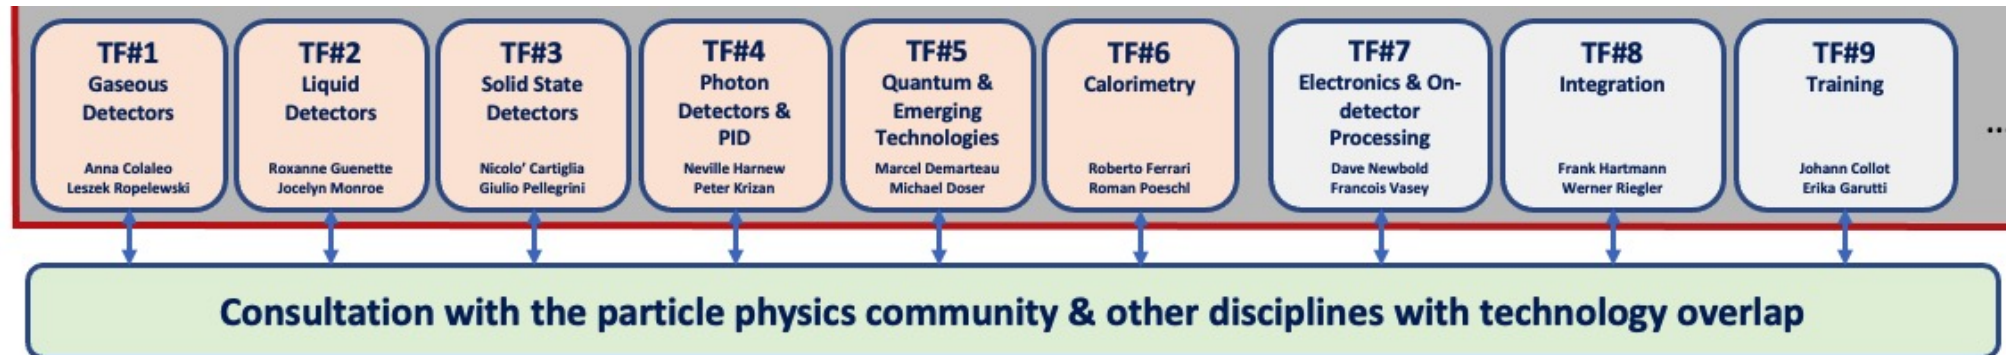 TF#1
Gaseous
Detectors
Anna Colaleo
Leszek Ropelewski
TF#2
Liquid
Detectors
Roxanne Guenette
Jocelyn Monroe
TF#3
Solid State
Detectors
Nicolo' Cartiglia
Giulio Pellegrini
TF#4
Photon
Detectors &
PID
Neville Harnew
Peter Krizan
TF#5
Quantum &
Emerging
Technologies
Marcel Demarteau
Michael Doser
TF#6
Calorimetry
Roberto Ferrari
Roman Poeschl
TF#7
Electronics & On-
detector
Processing
Dave Newbold
Francois Vasey
TF#8
Integration
Frank Hartmann
Werner Riegler
TF#9
Training
Johann Collot
Erika Garutti
...
Consultation with the particle physics community & other disciplines with technology overlap